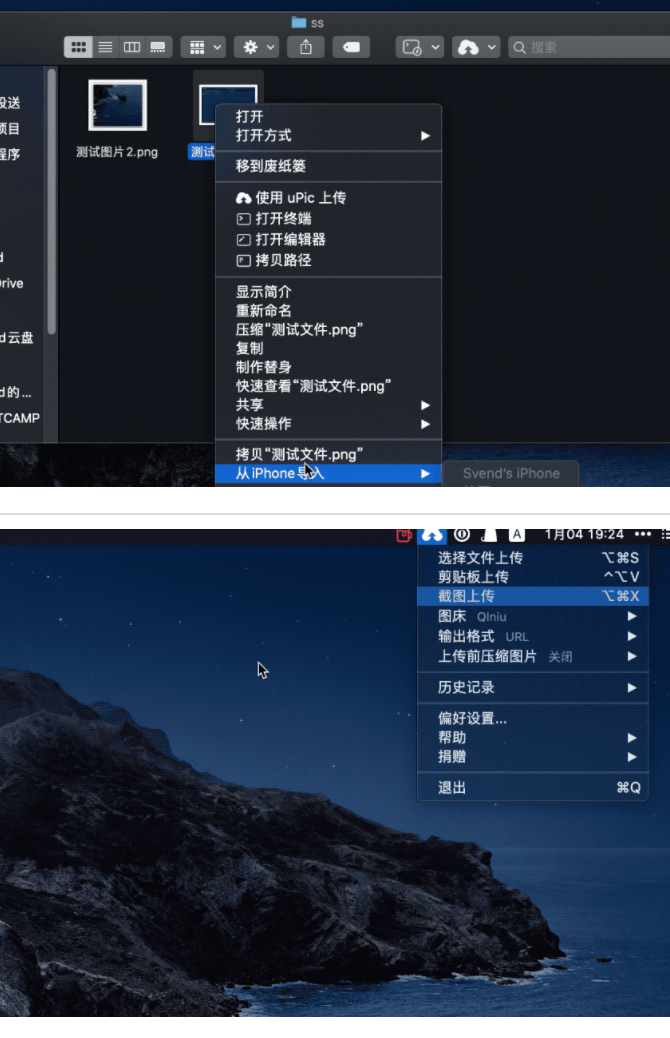 ss
搜索
投送
项目
程序
测试图片2.png
测试
打开
打开方式
移到废纸篓
使用 uPic 上传
打开终端
打开编辑器
拷贝路径
rive
d云盘
d的...
TCAMP
显示简介
重新命名
压缩“测试文件.png”
复制
制作替身
快速查看“测试文件.png”
共享
快速操作
拷贝“测试文件.png”
从 iPhone 导入
Svend's iPhone
A
1月04 19:24
选择文件上传 ⌥⌘S
剪贴板上传 ^⌥V
截图上传 ⌥⌘X
图床 QIniu
输出格式 URL
上传前压缩图片 关闭
历史记录
偏好设置...
帮助
捐赠
退出 ⌘Q